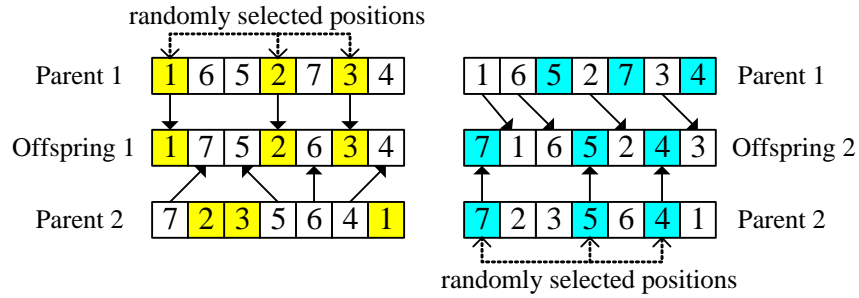 randomly selected positions
Parent 1 1 6 5 2 7 3 4
1 6 5 2 7 3 4 Parent 1
Offspring 1 1 7 5 2 6 3 4
7 1 6 5 2 4 3 Offspring 2
Parent 2 7 2 3 5 6 4 1
7 2 3 5 6 4 1 Parent 2
randomly selected positions